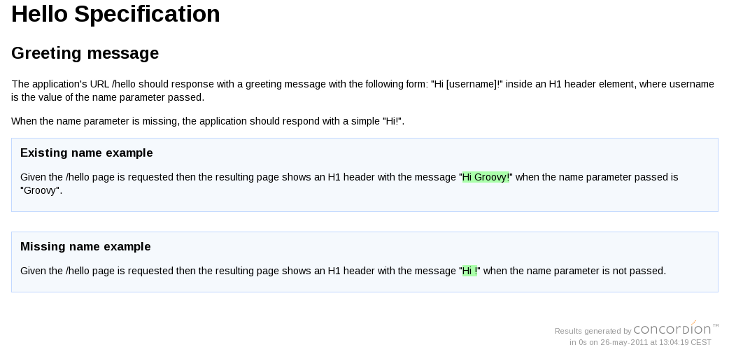 Hello Specification
Greeting message
The application's URL /hello should response with a greeting message with the following form: "Hi [username]!" inside an H1 header element, where username
is the value of the name parameter passed.
When the name parameter is missing, the application should respond with a simple "Hi!".
Existing name example
Given the /hello page is requested then the resulting page shows an H1 header with the message "Hi Groovy!" when the name parameter passed is
"Groovy".
Missing name example
Given the /hello page is requested then the resulting page shows an H1 header with the message "Hi !" when the name parameter is not passed.
Results generated by concordion™
in 0s on 26-may-2011 at 13:04:19 CEST